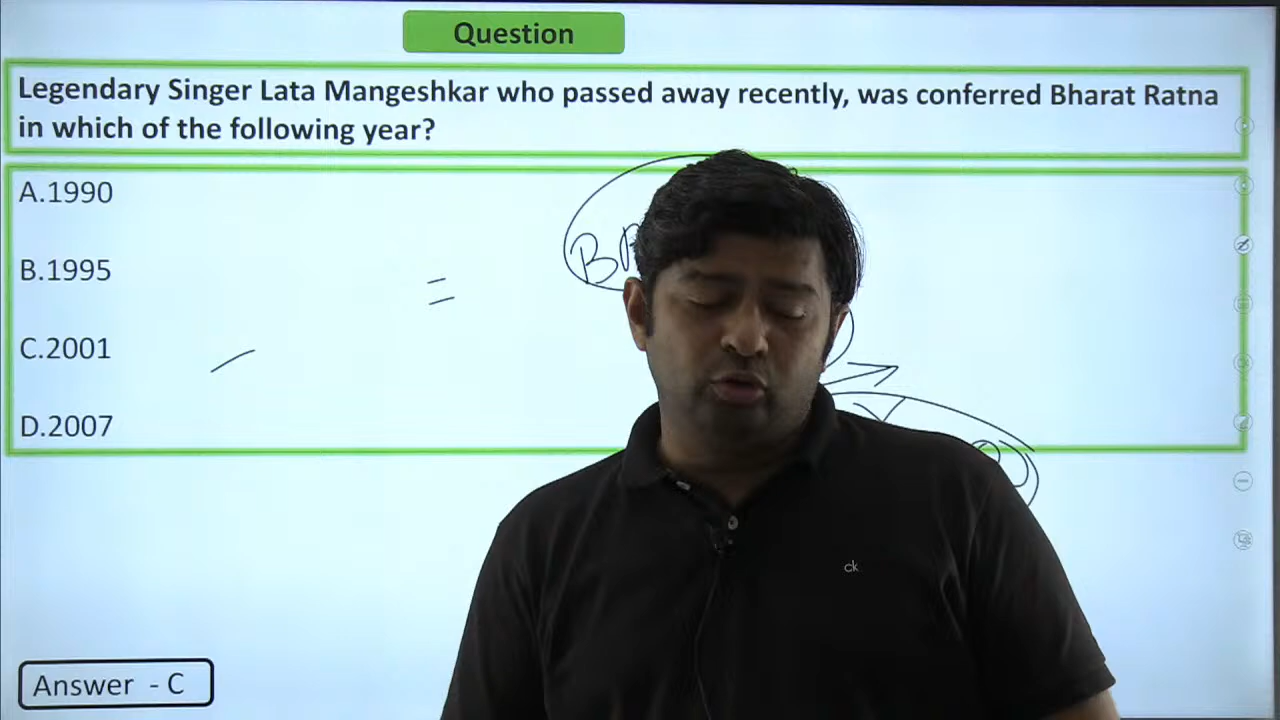 Question
Legendary Singer Lata Mangeshkar who passed away recently, was conferred Bharat Ratna
in which of the following year?
A.1990
B.1995
C.2001
D.2007
ck
Answer - C